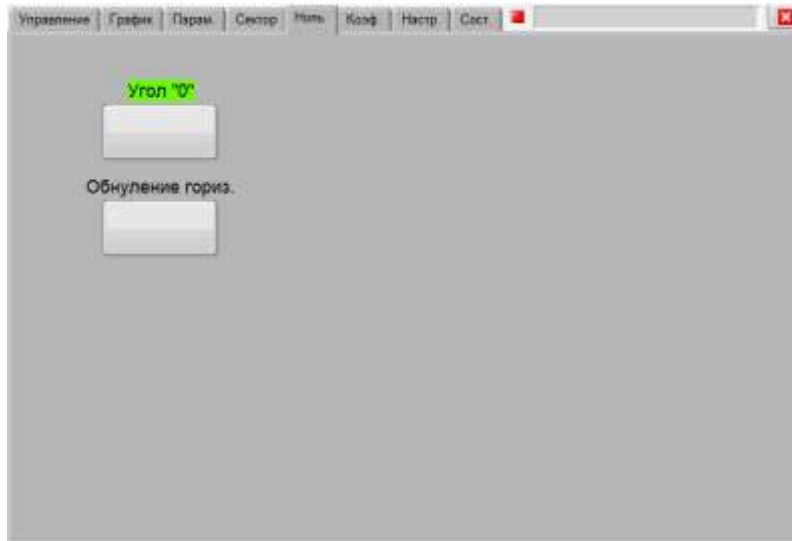 Управление График Парам. Сектор Ноль Коэф. Настр. Сост.
Угол "0"
Обнуление гориз.